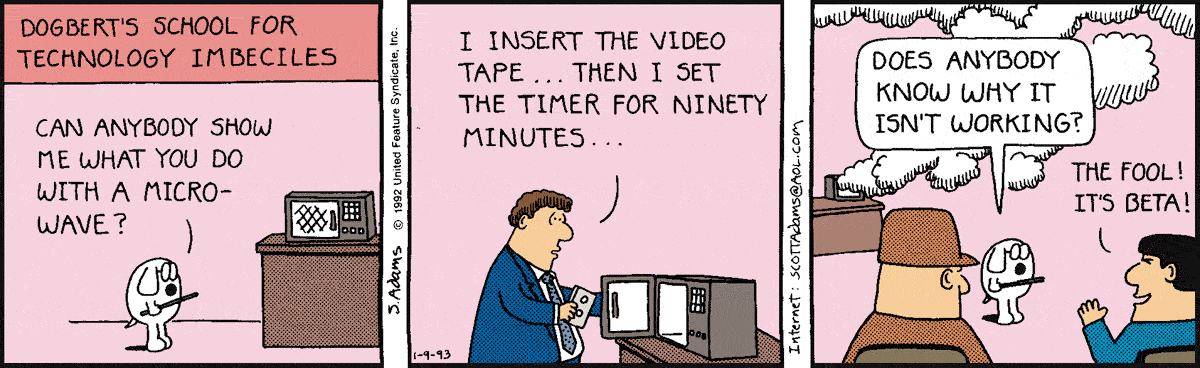 DOGBERT'S SCHOOL FOR
TECHNOLOGY IMBECILES
CAN ANYBODY SHOW
ME WHAT YOU DO
WITH A MICRO-
WAVE?
S. Adams © 1992 United Feature Syndicate, Inc.
I INSERT THE VIDEO
TAPE... THEN I SET
THE TIMER FOR NINETY
MINUTES...
1-9-93
Internet: SCOTTAdams@AOL.com
DOES ANYBODY
KNOW WHY IT
ISN'T WORKING?
THE FOOL!
IT'S BETA!